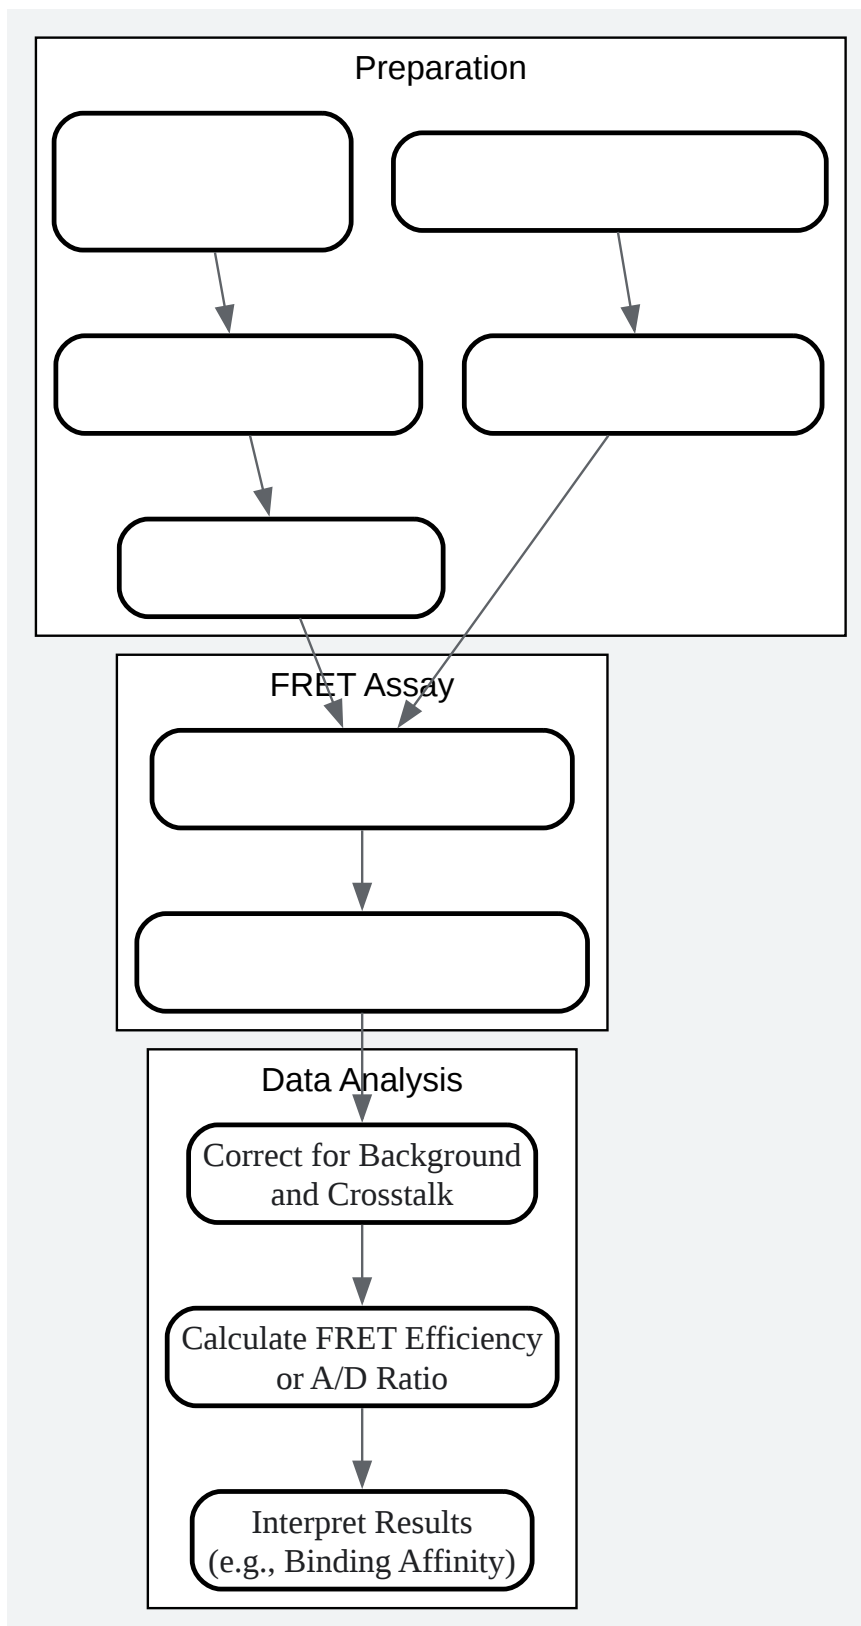 Preparation
FRET Assay
Data Analysis
Correct for Background
and Crosstalk
Calculate FRET Efficiency
or A/D Ratio
Interpret Results
(e.g., Binding Affinity)